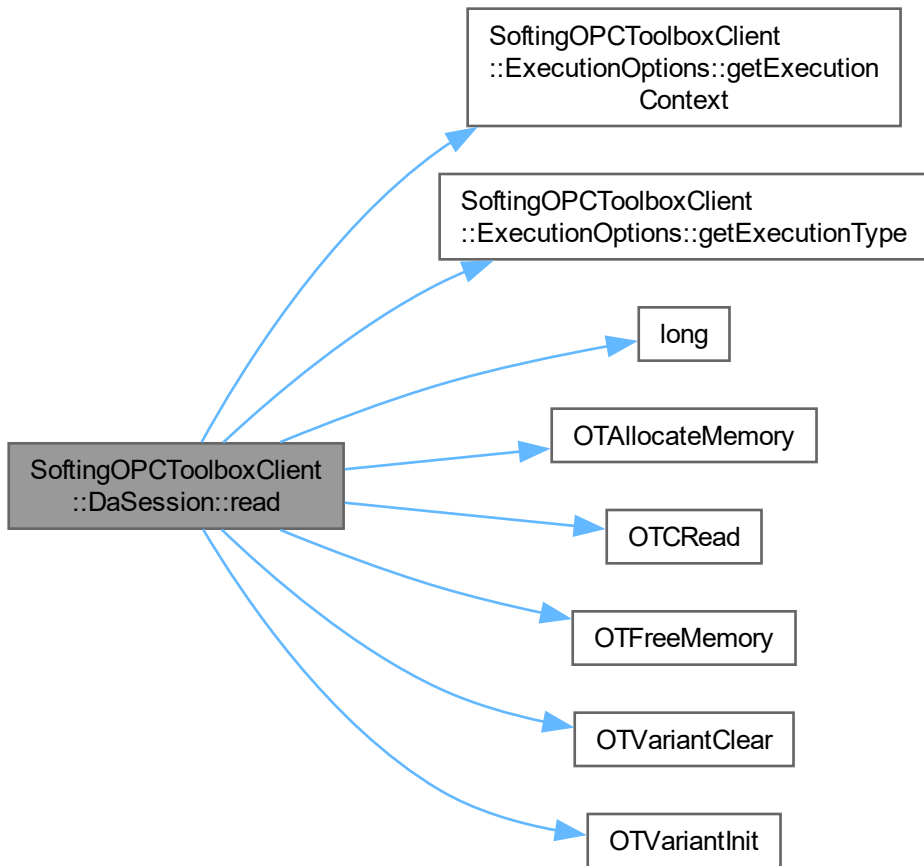 SoftingOPCToolboxClient
::ExecutionOptions::getExecution
Context
SoftingOPCToolboxClient
::ExecutionOptions::getExecutionType
long
SoftingOPCToolboxClient
::DaSession::read
OTAllocateMemory
OTCRead
OTFreeMemory
OTVariantClear
OTVariantInit